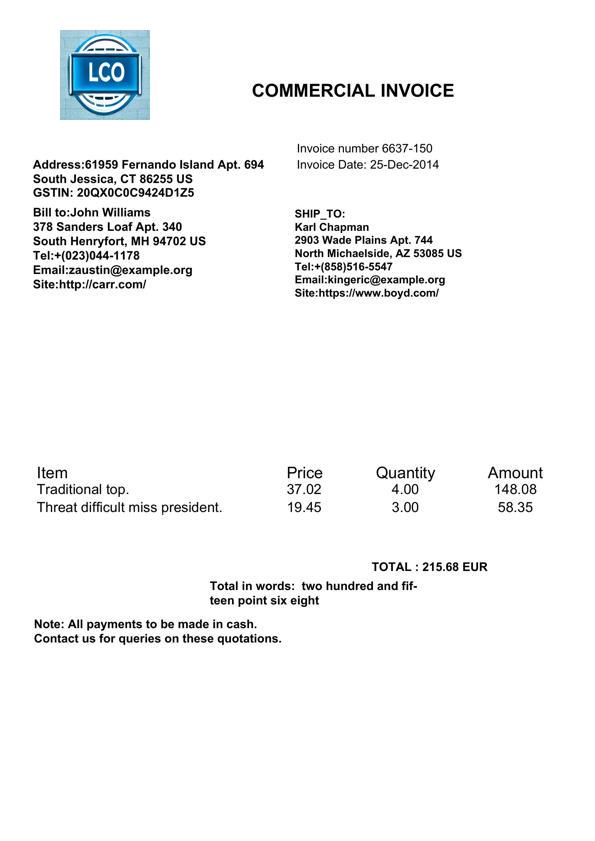 LCO
COMMERCIAL INVOICE
Invoice number 6637-150
Invoice Date: 25-Dec-2014
Address:61959 Fernando Island Apt. 694
South Jessica, CT 86255 US
GSTIN: 20QX0C0C9424D1Z5
Bill to:John Williams
378 Sanders Loaf Apt. 340
South Henryfort, MH 94702 US
Tel:+(023)044-1178
Email:zaustin@example.org
Site:http://carr.com/
SHIP_TO:
Karl Chapman
2903 Wade Plains Apt. 744
North Michaelside, AZ 53085 US
Tel:+(858)516-5547
Email:kingeric@example.org
Site:https://www.boyd.com/
Item Price Quantity Amount
Traditional top. 37.02 4.00 148.08
Threat difficult miss president. 19.45 3.00 58.35
TOTAL : 215.68 EUR
Total in words: two hundred and fif-
teen point six eight
Note: All payments to be made in cash.
Contact us for queries on these quotations.